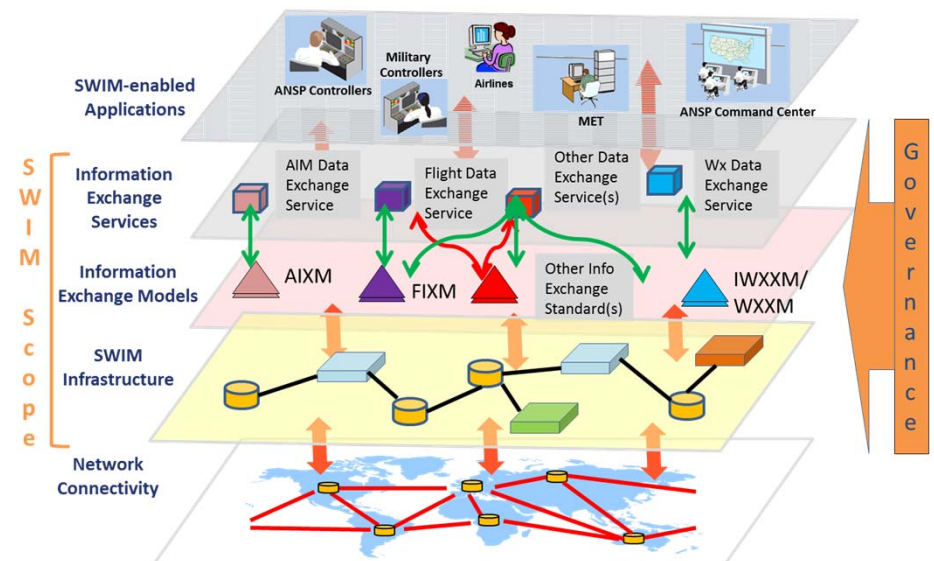 SWIM-enabled
Applications
ANSP Controllers
Military
Controllers
Airlines
MET
ANSP Command Center
SWIM Scope
Information
Exchange
Services
AIM Data
Exchange
Service
Flight Data
Exchange
Service
Other Data
Exchange
Service(s)
Wx Data
Exchange
Service
Information
Exchange Models
AIXM
FIXM
Other Info
Exchange
Standard(s)
IWXXM/
WXXM
SWIM
Infrastructure
Network
Connectivity
Governance